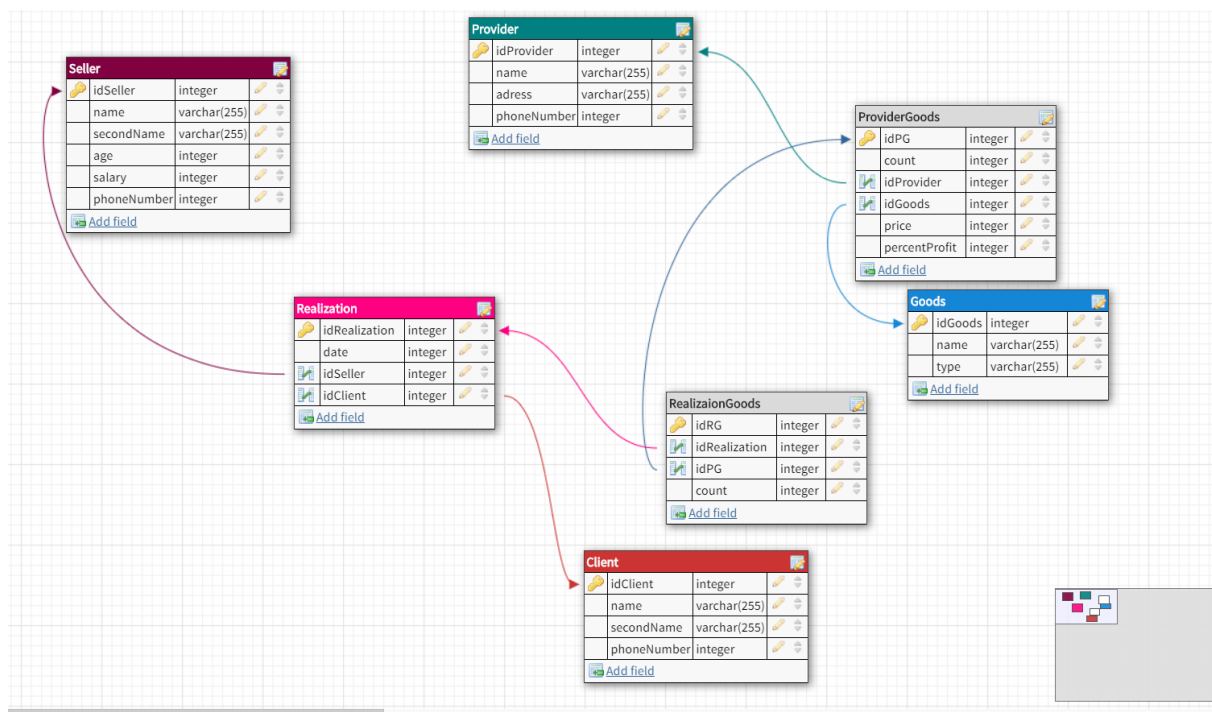 Provider
idProvider integer
name varchar(255)
adress varchar(255)
phoneNumber integer
Add field
Seller
idSeller integer
name varchar(255)
secondName varchar(255)
age integer
salary integer
phoneNumber integer
Add field
ProviderGoods
idPG integer
count integer
idProvider integer
idGoods integer
price integer
percentProfit integer
Add field
Goods
idGoods integer
name varchar(255)
type varchar(255)
Add field
Realization
idRealization integer
date integer
idSeller integer
idClient integer
Add field
RealizaionGoods
idRG integer
idRealization integer
idPG integer
count integer
Add field
Client
idClient integer
name varchar(255)
secondName varchar(255)
phoneNumber integer
Add field